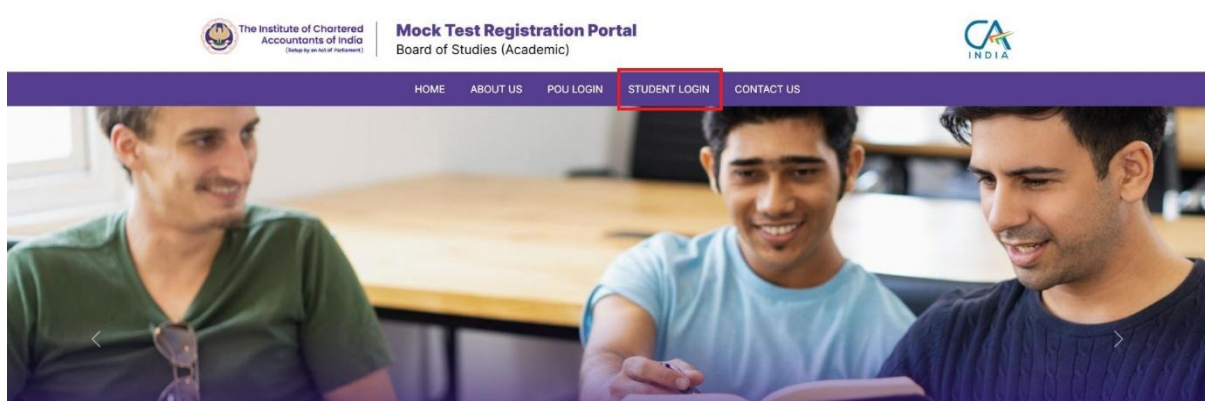 The Institute of Chartered
Accountants of India
(Setup by an Act of Parliament)
Mock Test Registration Portal
Board of Studies (Academic)
CA
INDIA
HOME ABOUT US POU LOGIN STUDENT LOGIN CONTACT US